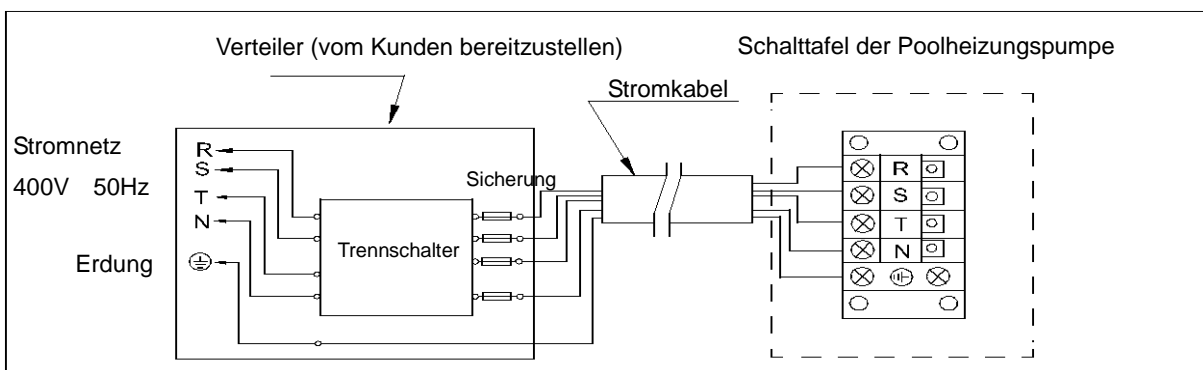 Verteiler (vom Kunden bereitzustellen)
Schalttafel der Poolheizungspumpe
Stromkabel
Stromnetz
400V 50Hz
R
S
T
N
Sicherung
Trennschalter
Erdung
R
S
T
N